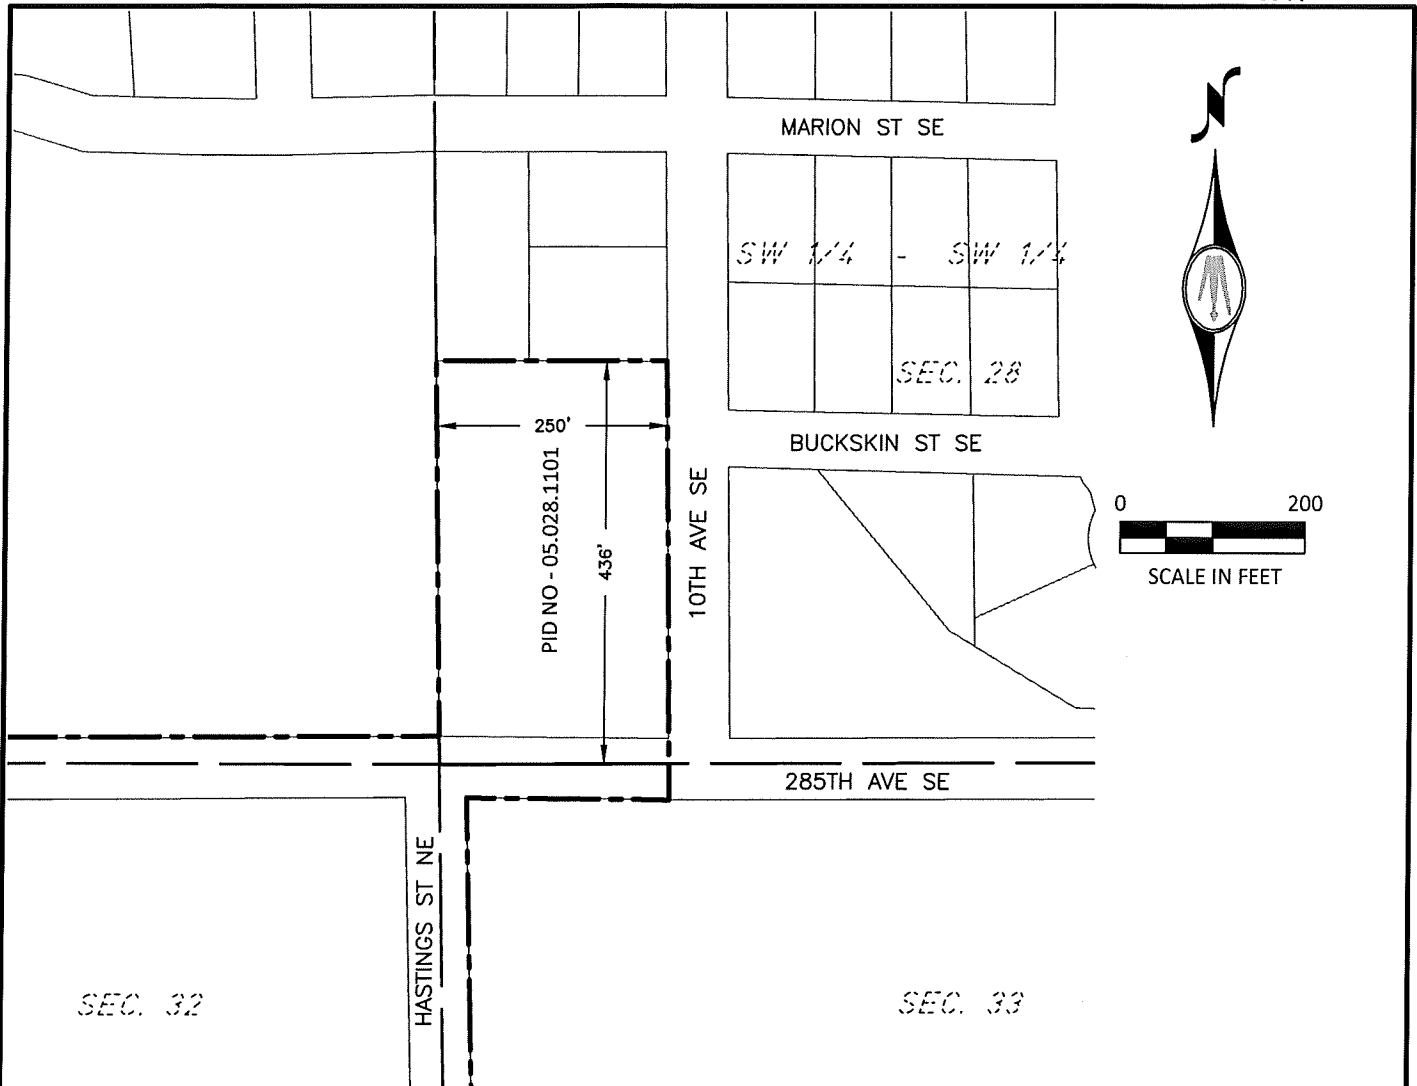 N
MARION ST SE
SW 1/4 - SW 1/4
SEC. 28
250'
BUCKSKIN ST SE
PID NO - 05.028.1101
436'
10TH AVE SE
0 200
SCALE IN FEET
285TH AVE SE
HASTINGS ST NE
SEC. 32
SEC. 33